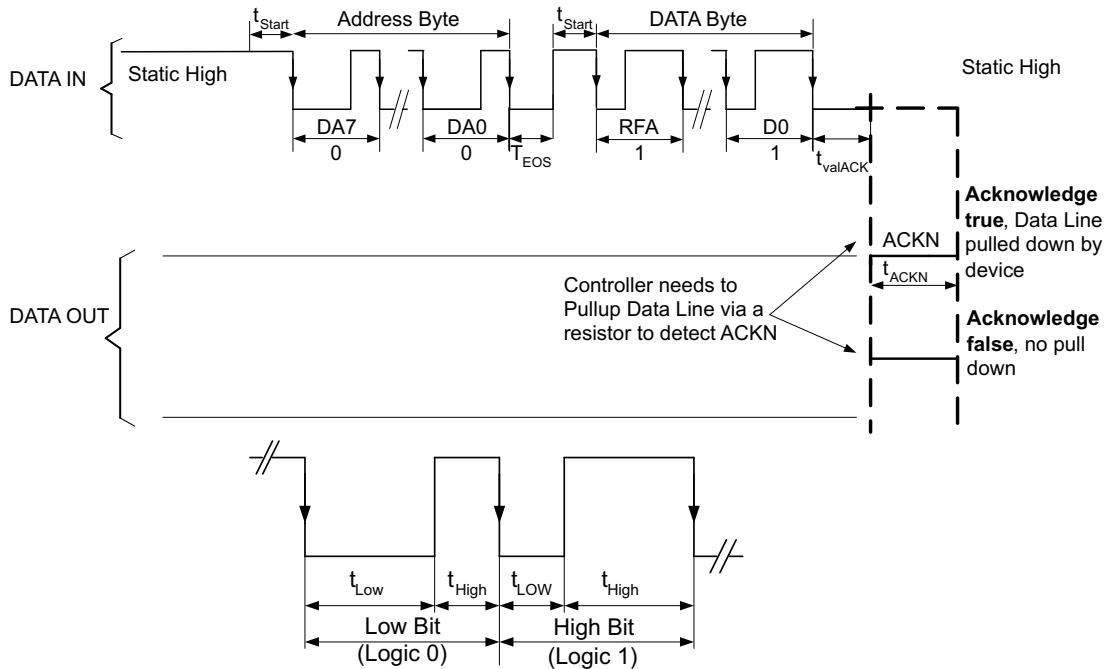 tStart
Address Byte
tStart
DATA Byte
DATA IN
Static High
Static High
DA7
0
DA0
0
TEOS
RFA
1
D0
1
tvalACK
Acknowledge
true, Data Line
pulled down by
device
ACKN
tACKN
Controller needs to
Pullup Data Line via a
resistor to detect ACKN
DATA OUT
Acknowledge
false, no pull
down
tLow
tHigh
tLOW
tHigh
Low Bit
(Logic 0)
High Bit
(Logic 1)